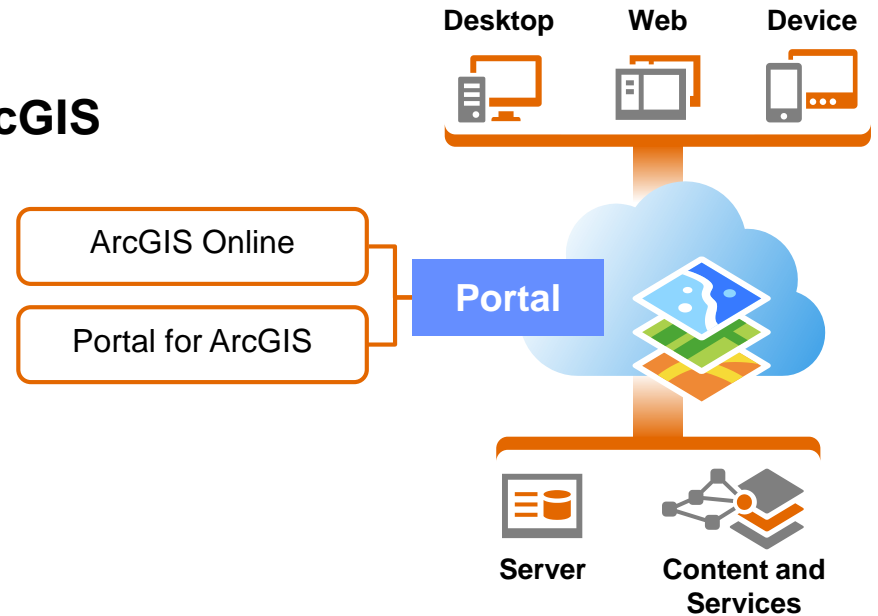 Desktop Web Device
cGIS
ArcGIS Online
Portal
Portal for ArcGIS
Server
Content and
Services